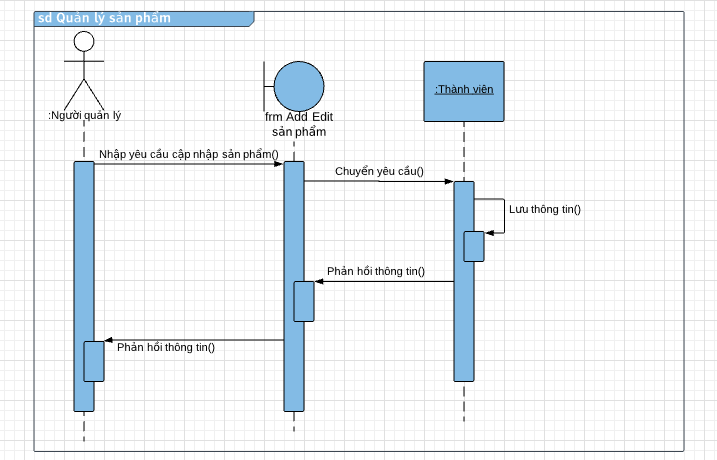 sd Quản lý sản phẩm
:Người quản lý
frm Add Edit
sản phẩm
:Thành viên
Nhập yêu cầu cập nhập sản phẩm()
Chuyển yêu cầu()
Lưu thông tin()
Phản hồi thông tin()
Phản hồi thông tin()